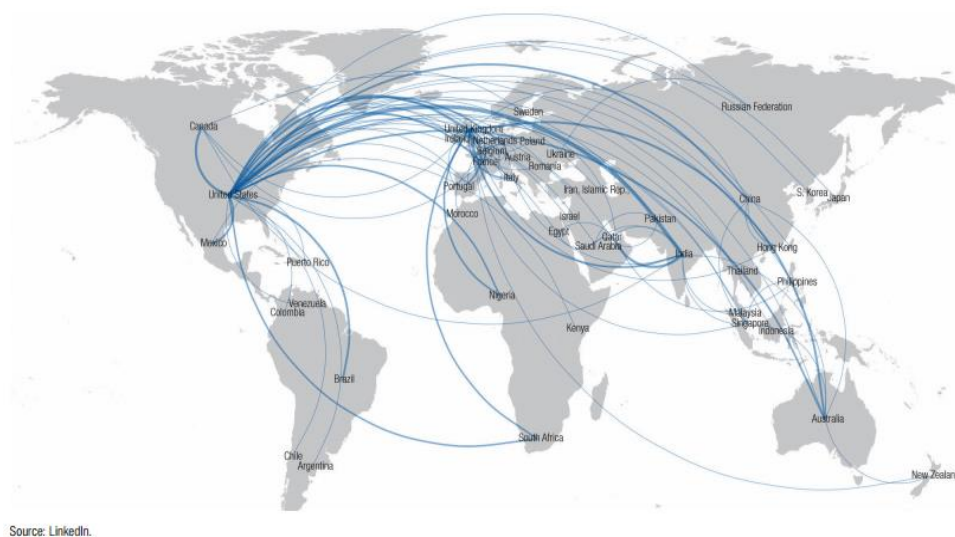 Sweden
Russian Federation
Canada
United Kingdom
Ireland
Netherlands
Poland
Belgium
Ukraine
France
Austria
Romania
Italy
United States
Portugal
Iran, Islamic Rep.
China
S. Korea
Japan
Morocco
Israel
Pakistan
Egypt
Qatar
Saudi Arabia
Mexico
India
Hong Kong
Puerto Rico
Thailand
Philippines
Nigeria
Venezuela
Colombia
Malaysia
Singapore
Kenya
Indonesia
Brazil
Australia
South Africa
Chile
Argentina
New Zealan
Source: LinkedIn.